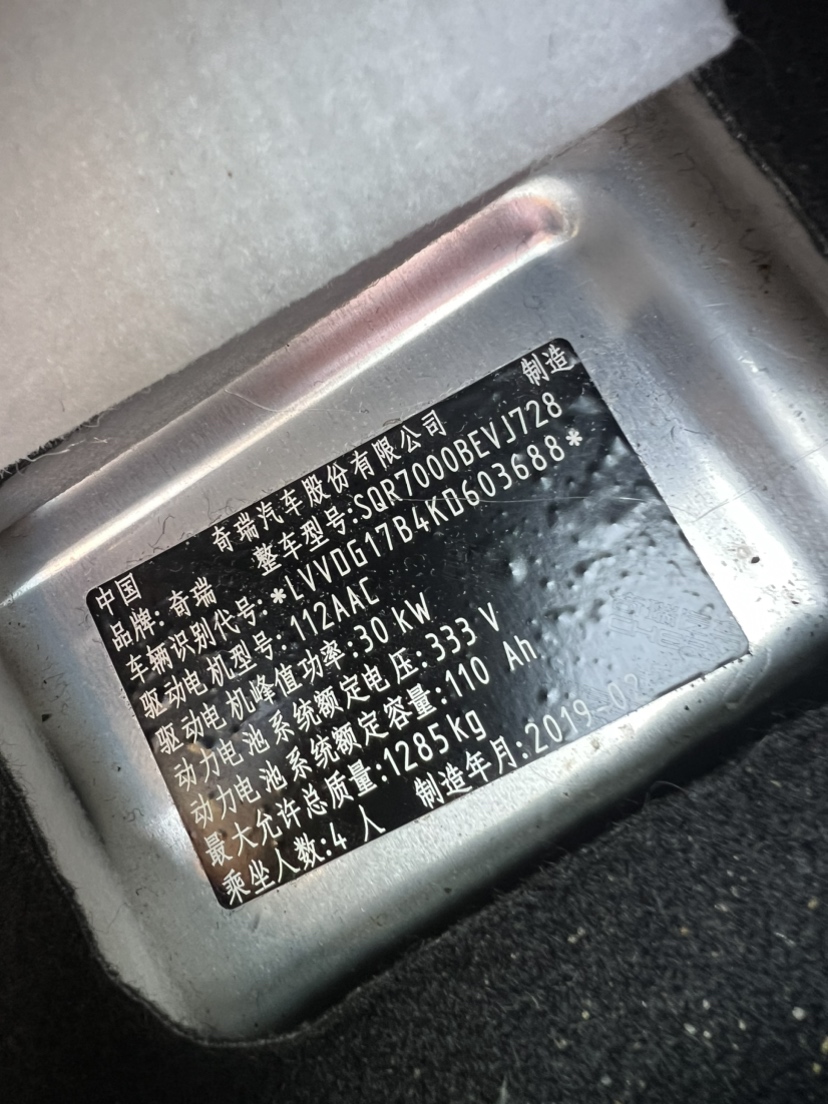 中国 奇瑞汽车股份有限公司 制造
品牌: 奇瑞 整车型号:SQR7000BEVJ728
车辆识别代号:*LVVDG17B4KD603688*
驱动电机型号: 112AAC
驱动电机峰值功率:30 kW
动力电池系统额定电压:333 V
动力电池系统额定容量:110 Ah
最大允许总质量:1285kg
乘坐人数:4 人 制造年月:2019-02